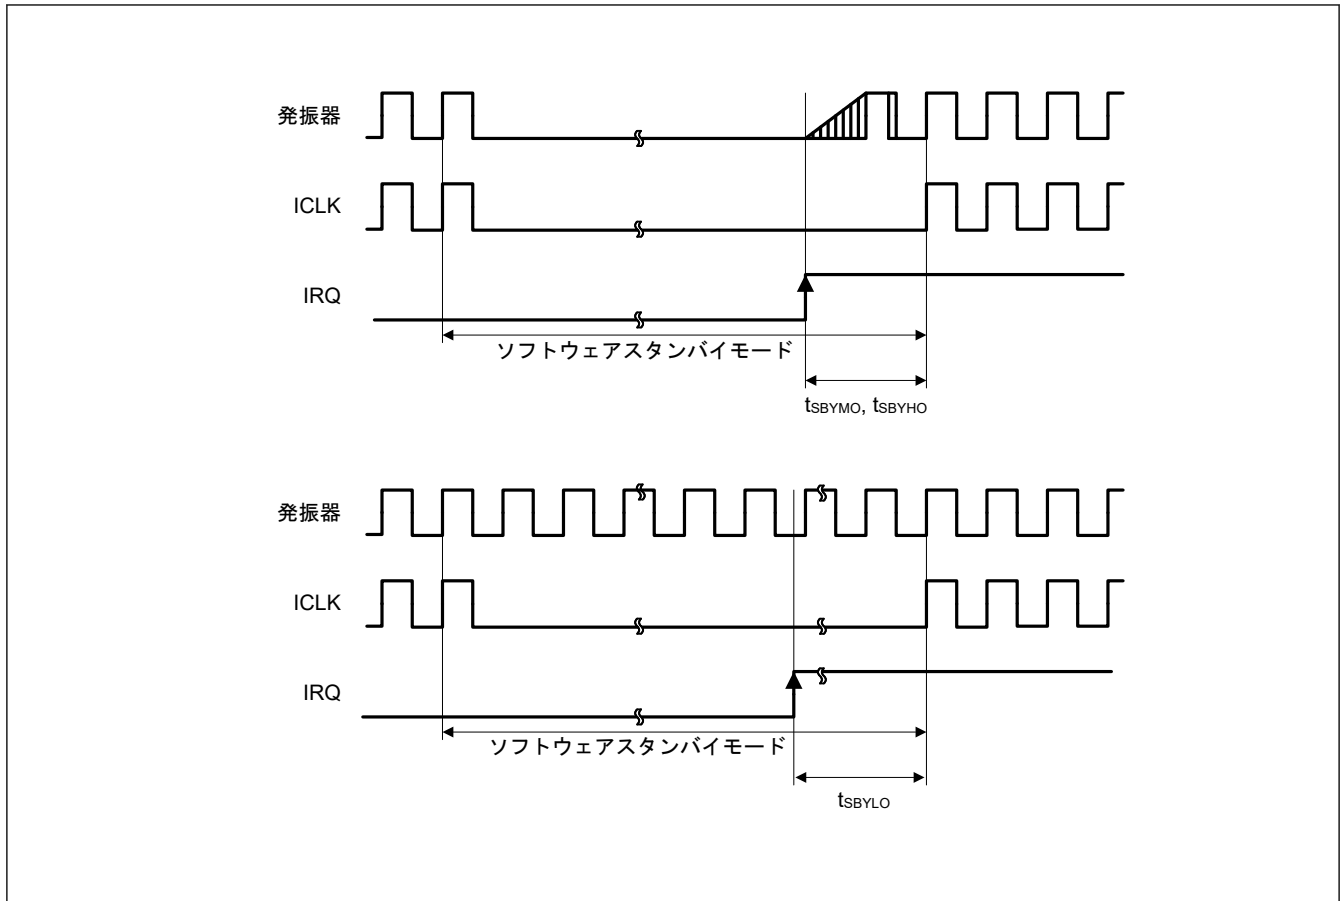 発振器
ICLK
IRQ
ソフトウェアスタンバイモード
tSBYMO, tSBYHO
発振器
ICLK
IRQ
ソフトウェアスタンバイモード
tSBYLO